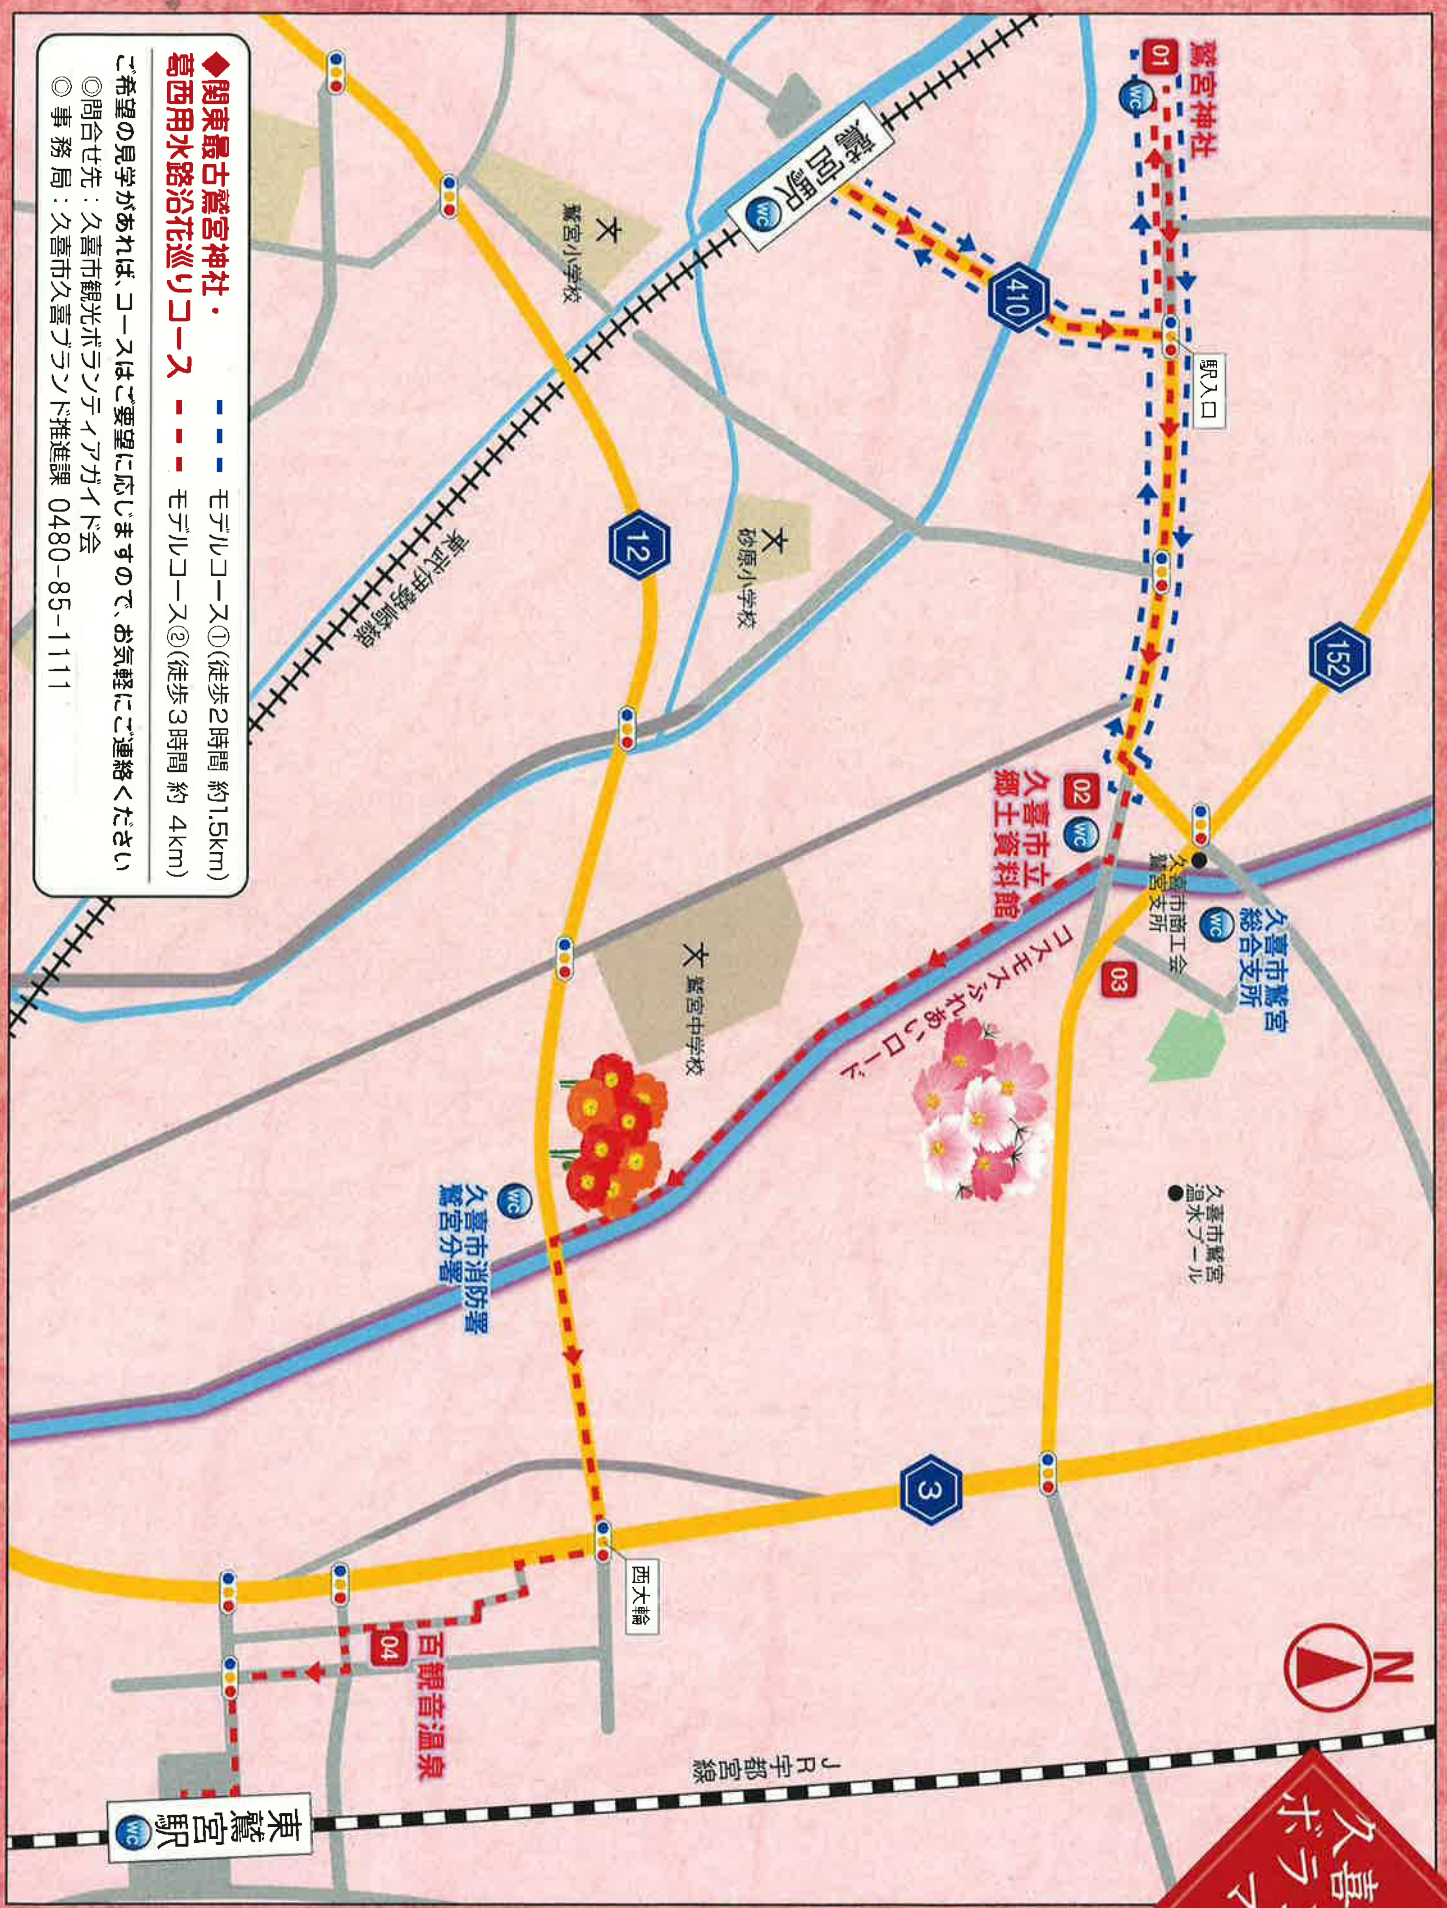 鷲宮神社
01
WC
鷲宮駅
WC
410
駅入口
152
久喜市立
郷土資料館
02
WC
久喜市商工会
鷲宮支所
久喜市鷲宮
総合支所
WC
03
コスモスふれあいロード
久喜市鷲宮
温水プール
文
鷲宮小学校
文
砂原小学校
12
東武伊勢崎線
文 鷲宮中学校
WC
久喜市消防署
鷲宮分署
3
西大輪
N
04
百観音温泉
JR宇都宮線
東鷲宮駅
WC
久喜
ボラ
マ
◆関東最古鷲宮神社・
葛西用水路沿花巡りコース
モデルコース①(徒歩2時間 約1.5km)
モデルコース②(徒歩3時間 約 4km)
ご希望の見学があれば、コースはご要望に応じますので、お気軽にご連絡ください
◎問合せ先：久喜市観光ボランティアガイド会
◎事務局：久喜市久喜ブランド推進課 0480-85-1111